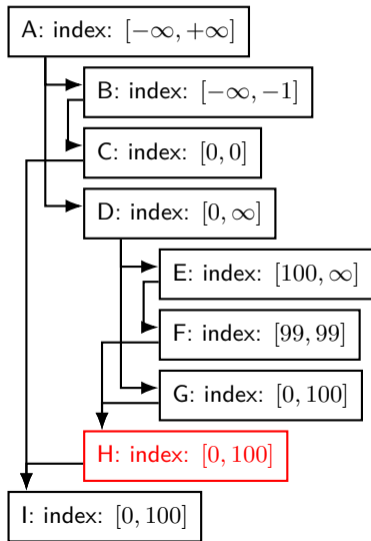 A: index: [−∞, +∞]
B: index: [−∞, −1]
C: index: [0, 0]
D: index: [0, ∞]
E: index: [100, ∞]
F: index: [99, 99]
G: index: [0, 100]
H: index: [0, 100]
I: index: [0, 100]